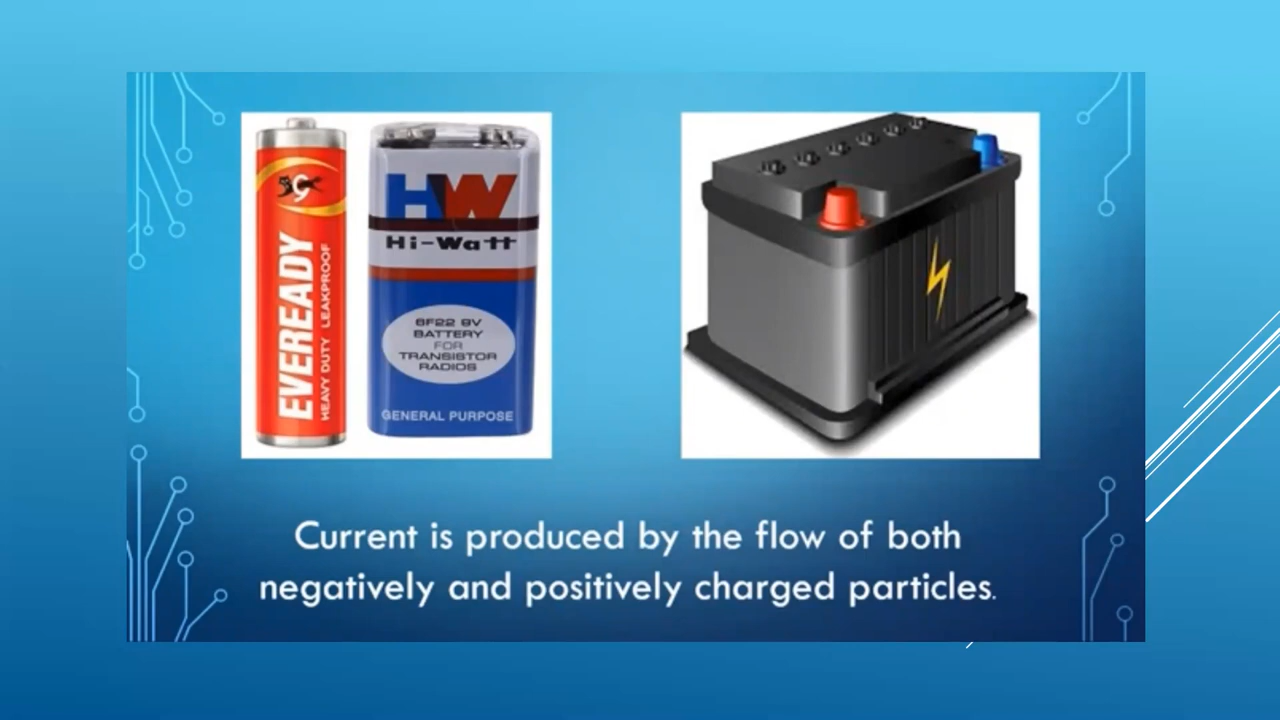 9
EVEREADY
HEAVY DUTY LEAKPROOF
HW
Hi-Watt
6F22 9V
BATTERY
FOR
TRANSISTOR
RADIOS
GENERAL PURPOSE
Current is produced by the flow of both
negatively and positively charged particles.